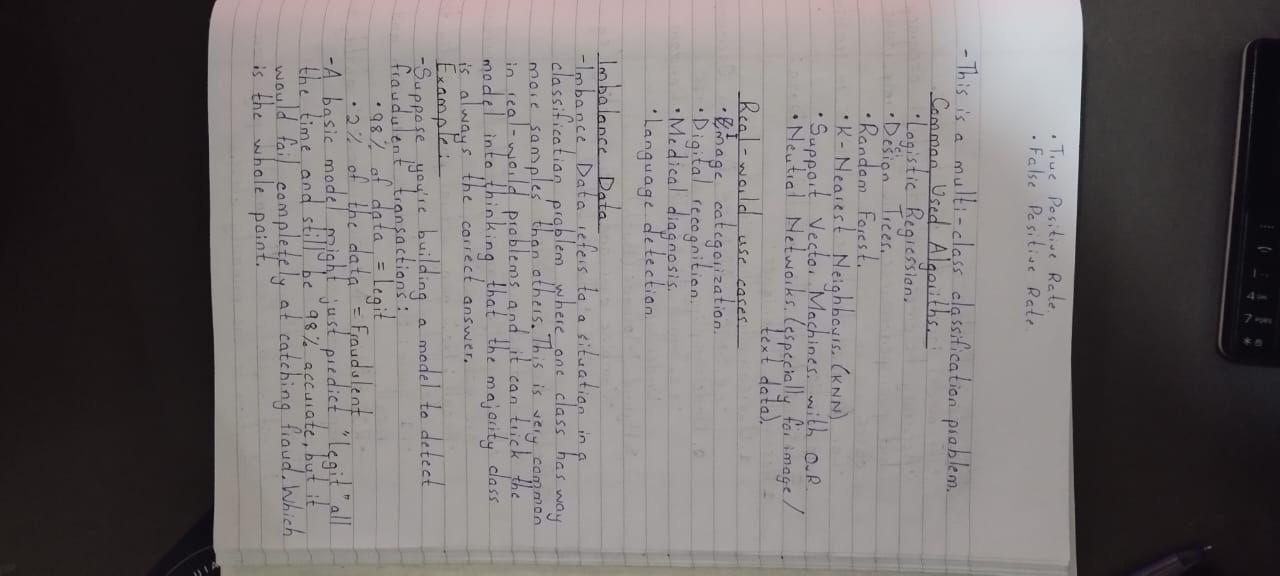 • True Positive Rate.
• False Positive Rate.
- This is a multi-class classification problem.
Common Used Algorithms.
• Logistic Regression.
• Design Trees.
• Random Forest.
• K-Nearest Neighbours. (KNN)
• Support Vector Machines. with OvR
• Neutral Networks. (especially for image/
text data).
Real-world use cases
• Image categorization.
• Digital recognition.
• Medical diagnosis.
• Language detection.
Imbalance Data
- Imbance Data refers to a situation in a
classification problem where one class has way
more samples than others. This is very common
in real-world problems and it can trick the
model into thinking that the majority class
is always the correct answer.
Example:
- Suppose you're building a model to detect
fraudulent transactions:
• 98% of data = legit
• 2% of the data = Fraudulent
- A basic model might just predict "legit" all
the time and still be 98% accurate, but it
would fail completely at catching fraud. Which
is the whole point.